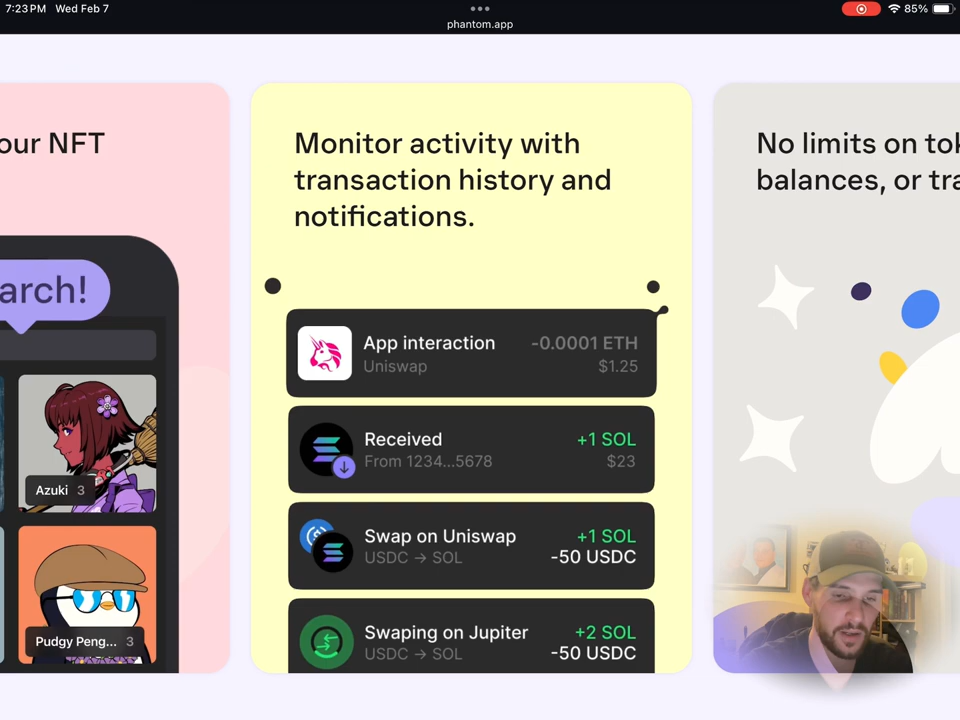 7:23 PM Wed Feb 7
85%
phantom.app
our NFT
arch!
Azuki 3
Pudgy Peng... 3
Monitor activity with
transaction history and
notifications.
App interaction -0.0001 ETH
Uniswap $1.25
Received +1 SOL
From 1234...5678 $23
Swap on Uniswap +1 SOL
USDC → SOL -50 USDC
Swaping on Jupiter +2 SOL
USDC → SOL -50 USDC
No limits on tok
balances, or tra